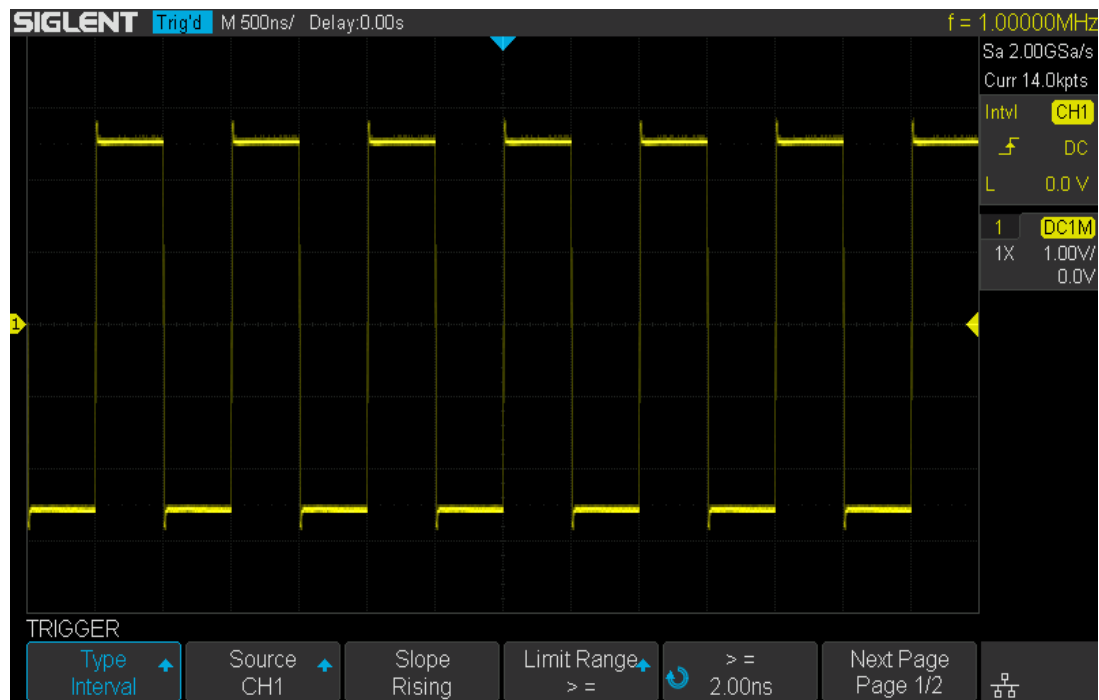 SIGLENT Trig'd M 500ns/ Delay:0.00s f = 1.00000MHz
Sa 2.00GSa/s
Curr 14.0kpts
Intvl CH1
DC
L 0.0 V
1 DC1M
1X 1.00V/
0.0V
1
TRIGGER
Type Source Slope Limit Range > = Next Page
Interval CH1 Rising > = 2.00ns Page 1/2